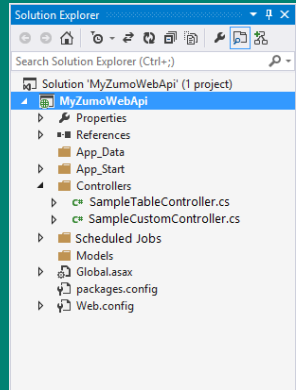 Solution Explorer
Search Solution Explorer (Ctrl+;)
Solution 'MyZumoWebApi' (1 project)
MyZumoWebApi
Properties
References
App_Data
App_Start
Controllers
C# SampleTableController.cs
C# SampleCustomController.cs
Scheduled Jobs
Models
Global.asax
packages.config
Web.config